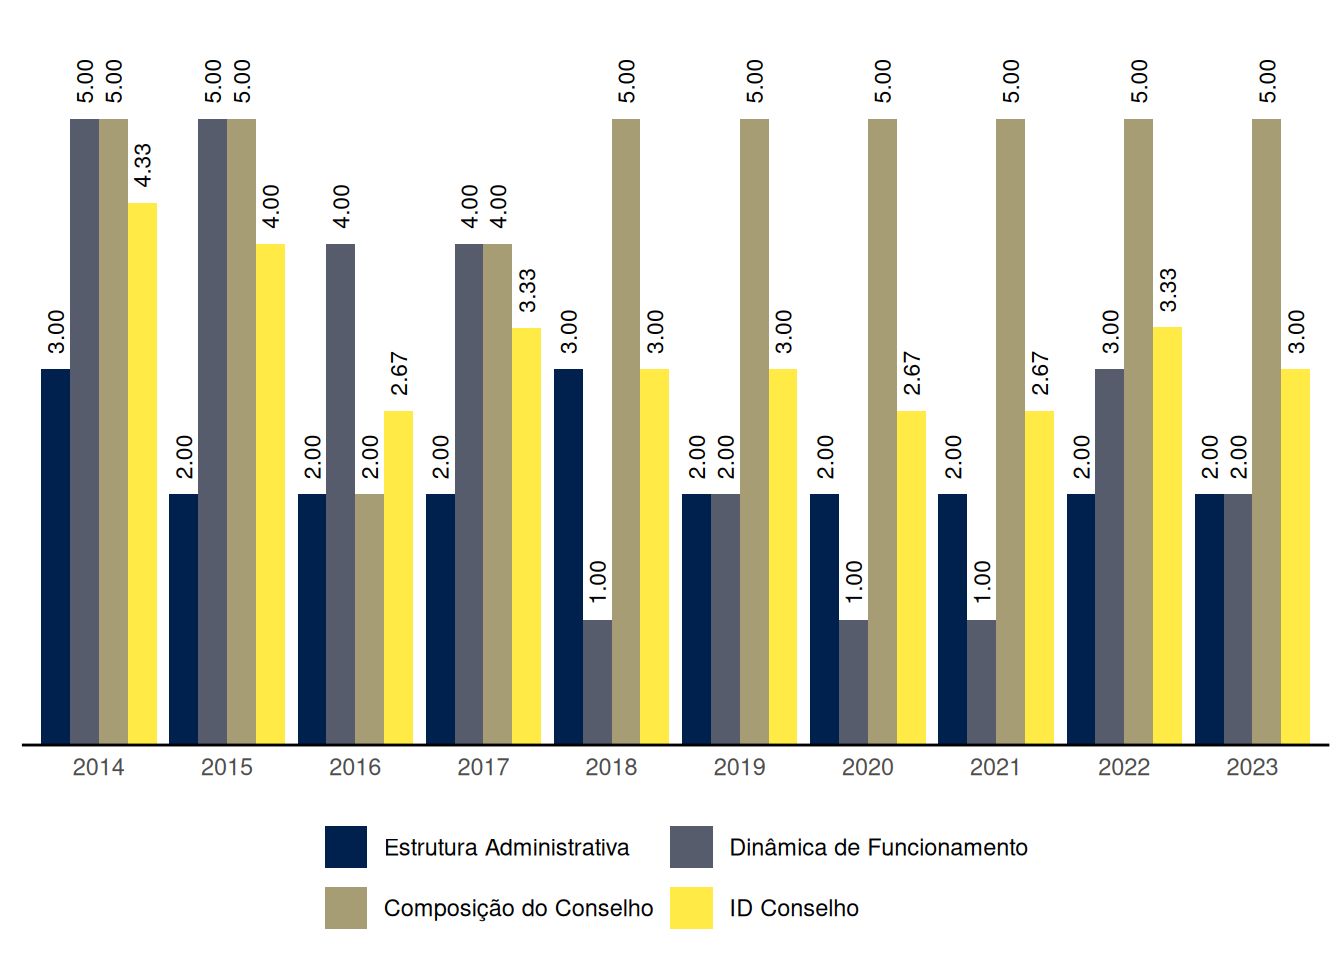 3.00 5.00 5.00 4.33 2.00 5.00 5.00 4.00 2.00 4.00 2.00 2.67 2.00 4.00 4.00 3.33 3.00 1.00 5.00 3.00 2.00 2.00 5.00 3.00 2.00 1.00 5.00 2.67 2.00 1.00 5.00 2.67 2.00 3.00 5.00 3.33 2.00 2.00 5.00 3.00
2014 2015 2016 2017 2018 2019 2020 2021 2022 2023
Estrutura Administrativa Dinâmica de Funcionamento
Composição do Conselho ID Conselho